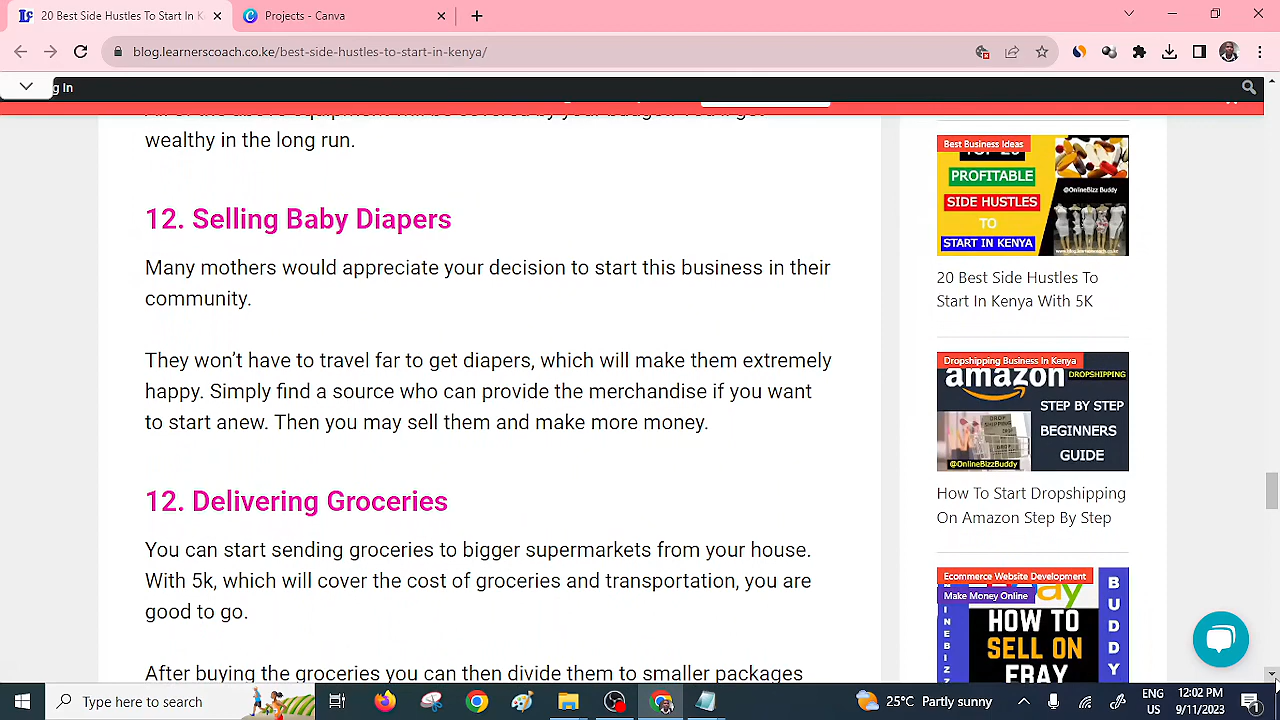 20 Best Side Hustles To Start In K
Projects - Canva
blog.learnerscoach.co.ke/best-side-hustles-to-start-in-kenya/
g In
wealthy in the long run.
12. Selling Baby Diapers
Many mothers would appreciate your decision to start this business in their
community.
They won’t have to travel far to get diapers, which will make them extremely
happy. Simply find a source who can provide the merchandise if you want
to start anew. Then you may sell them and make more money.
12. Delivering Groceries
You can start sending groceries to bigger supermarkets from your house.
With 5k, which will cover the cost of groceries and transportation, you are
good to go.
After buying the groceries you can then divide them to smaller packages
Best Business Ideas
TOP 20
PROFITABLE
SIDE HUSTLES
TO
START IN KENYA
@OnlineBizz Buddy
www.blog.learnerscoach.co.ke
20 Best Side Hustles To
Start In Kenya With 5K
Dropshipping Business In Kenya
amazon
DROPSHIPPING
STEP BY STEP
BEGINNERS
GUIDE
@OnlineBizzBuddy
How To Start Dropshipping
On Amazon Step By Step
Ecommerce Website Development
Make Money Online
HOW TO
SELL ON
EBAY
BUDDY
Type here to search
25°C Partly sunny
ENG
US
12:02 PM
9/11/2023
1